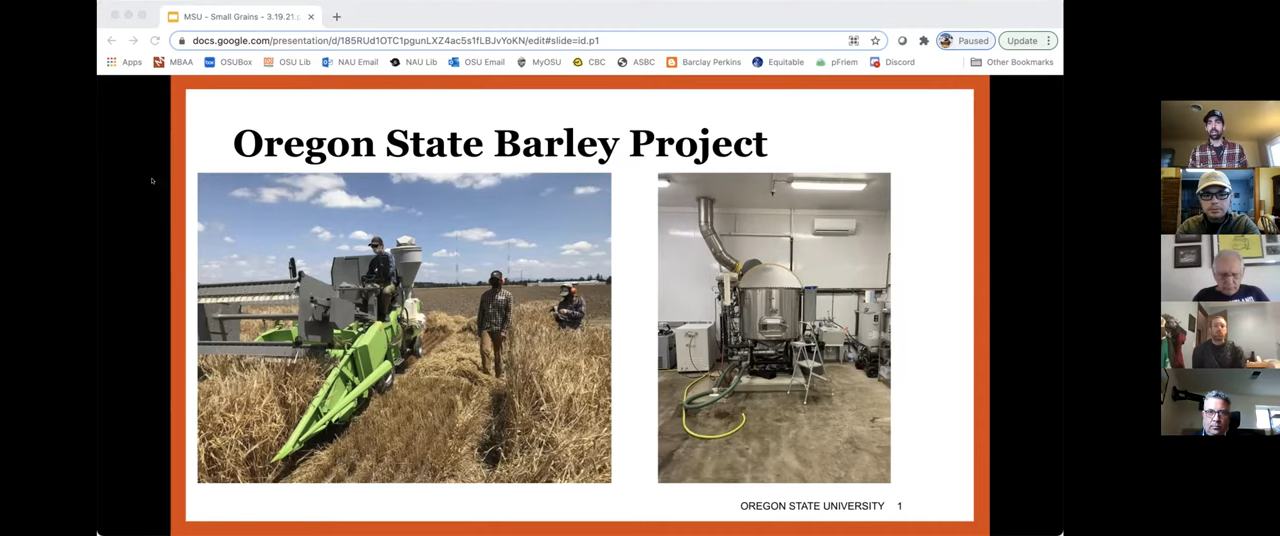 MSU - Small Grains - 3.19.21.p
docs.google.com/presentation/d/185RUd1OTC1pgunLXZ4ac5s1fLBJvYoKN/edit#slide=id.p1
Paused
Update
Apps
MBAA
OSUBox
OSU Lib
NAU Email
NAU Lib
OSU Email
MyOSU
CBC
ASBC
Barclay Perkins
Equitable
pFriem
Discord
Other Bookmarks
Oregon State Barley Project
OREGON STATE UNIVERSITY 1